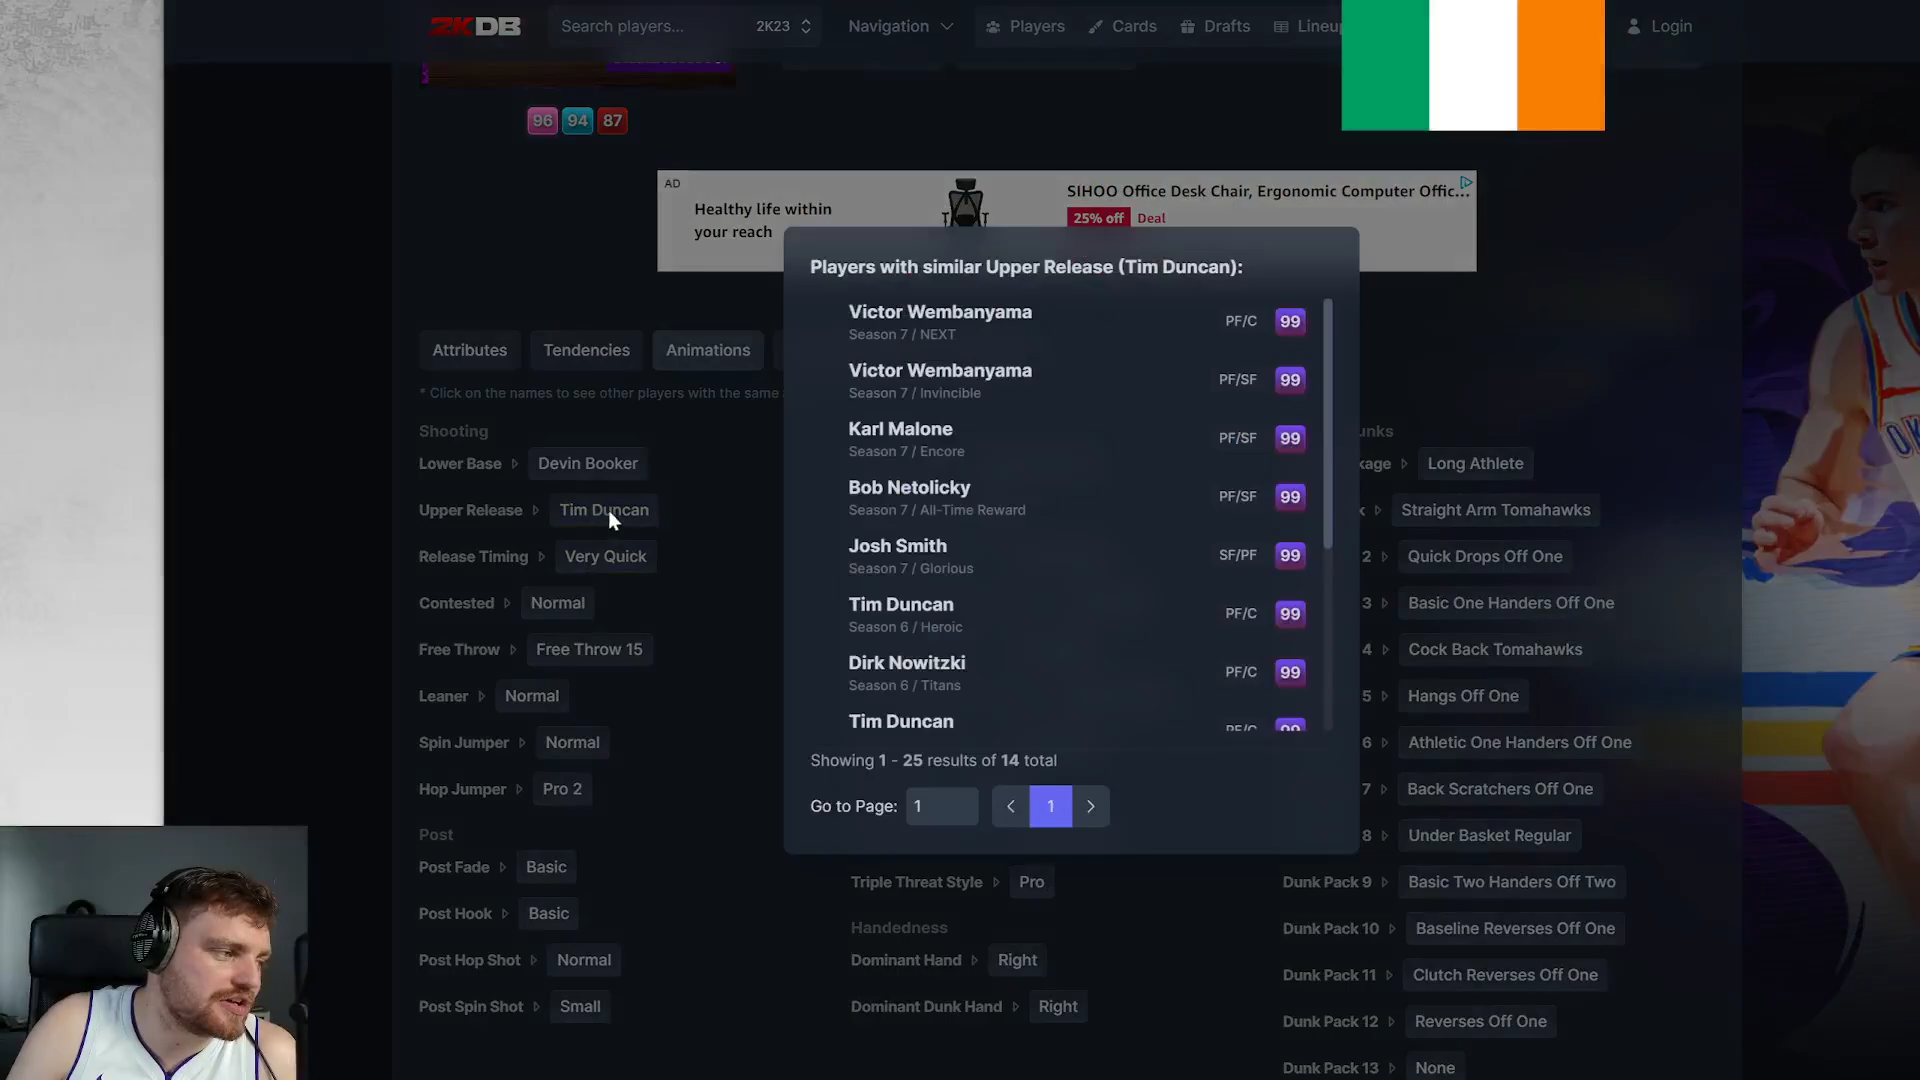 2KDB
Search players...
2K23
Navigation
Players
Cards
Drafts
Lineup
Login
96 94 87
AD
Healthy life within
your reach
SIHOO Office Desk Chair, Ergonomic Computer Offic...
25% off Deal
Players with similar Upper Release (Tim Duncan):
Victor Wembanyama
Season 7 / NEXT
PF/C 99
Victor Wembanyama
Season 7 / Invincible
PF/SF 99
Karl Malone
Season 7 / Encore
PF/SF 99
Bob Netolicky
Season 7 / All-Time Reward
PF/SF 99
Josh Smith
Season 7 / Glorious
SF/PF 99
Tim Duncan
Season 6 / Heroic
PF/C 99
Dirk Nowitzki
Season 6 / Titans
PF/C 99
Tim Duncan
PF/C 99
Showing 1 - 25 results of 14 total
Go to Page: 1
1
Attributes
Tendencies
Animations
* Click on the names to see other players with the same
Shooting
Lower Base Devin Booker
Upper Release Tim Duncan
Release Timing Very Quick
Contested Normal
Free Throw Free Throw 15
Leaner Normal
Spin Jumper Normal
Hop Jumper Pro 2
Post
Post Fade Basic
Post Hook Basic
Post Hop Shot Normal
Post Spin Shot Small
Triple Threat Style Pro
Handedness
Dominant Hand Right
Dominant Dunk Hand Right
unks
kage Long Athlete
k Straight Arm Tomahawks
2 Quick Drops Off One
3 Basic One Handers Off One
4 Cock Back Tomahawks
5 Hangs Off One
6 Athletic One Handers Off One
7 Back Scratchers Off One
8 Under Basket Regular
Dunk Pack 9 Basic Two Handers Off Two
Dunk Pack 10 Baseline Reverses Off One
Dunk Pack 11 Clutch Reverses Off One
Dunk Pack 12 Reverses Off One
Dunk Pack 13 None